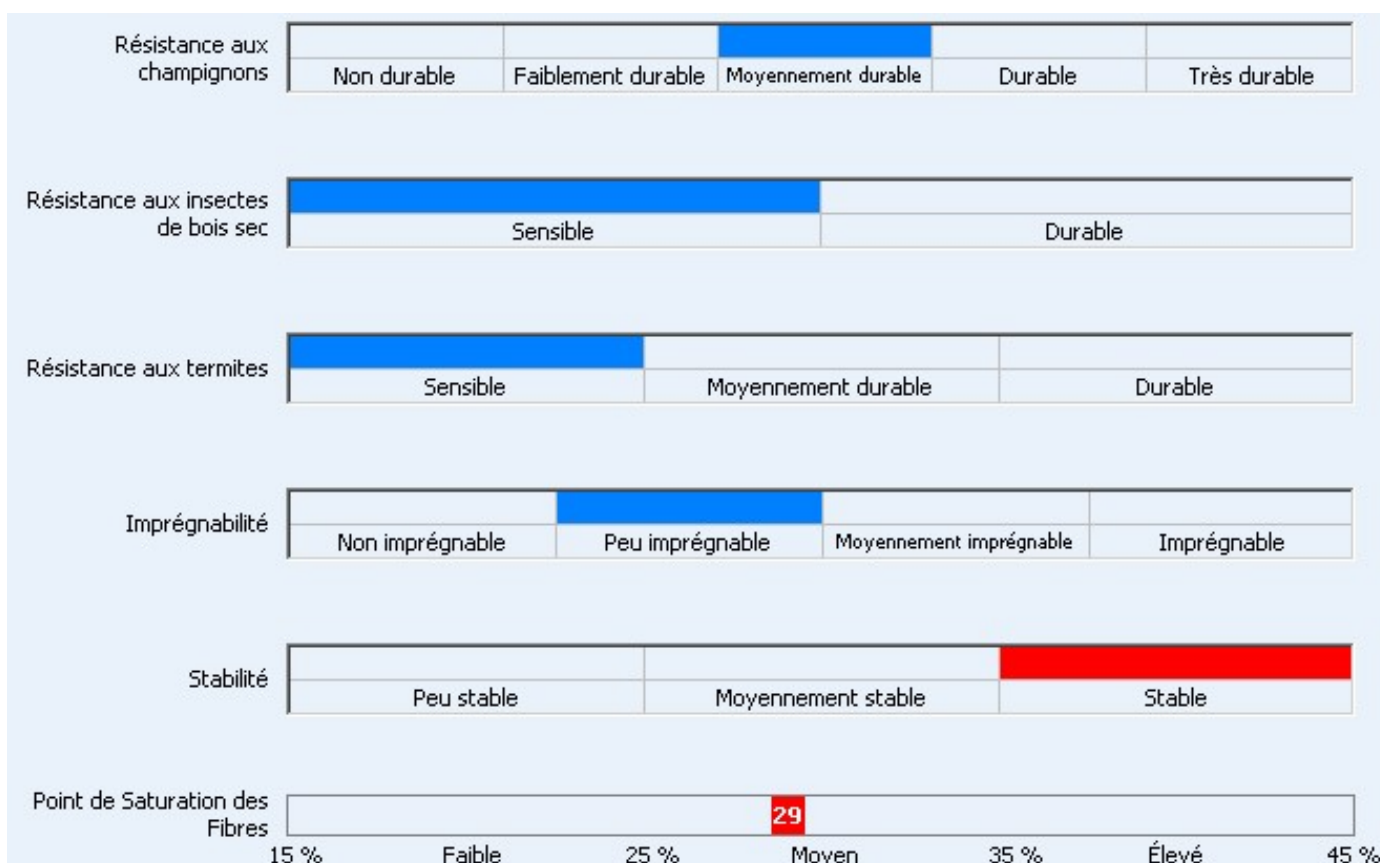 Résistance aux
champignons
Non durable Faiblement durable Moyennement durable Durable Très durable
Résistance aux insectes
de bois sec
Sensible Durable
Résistance aux termites
Sensible Moyennement durable Durable
Imprégnabilité
Non imprégnable Peu imprégnable Moyennement imprégnable Imprégnable
Stabilité
Peu stable Moyennement stable Stable
Point de Saturation des
Fibres
29
15 % Faible 25 % Moyen 35 % Élevé 45 %